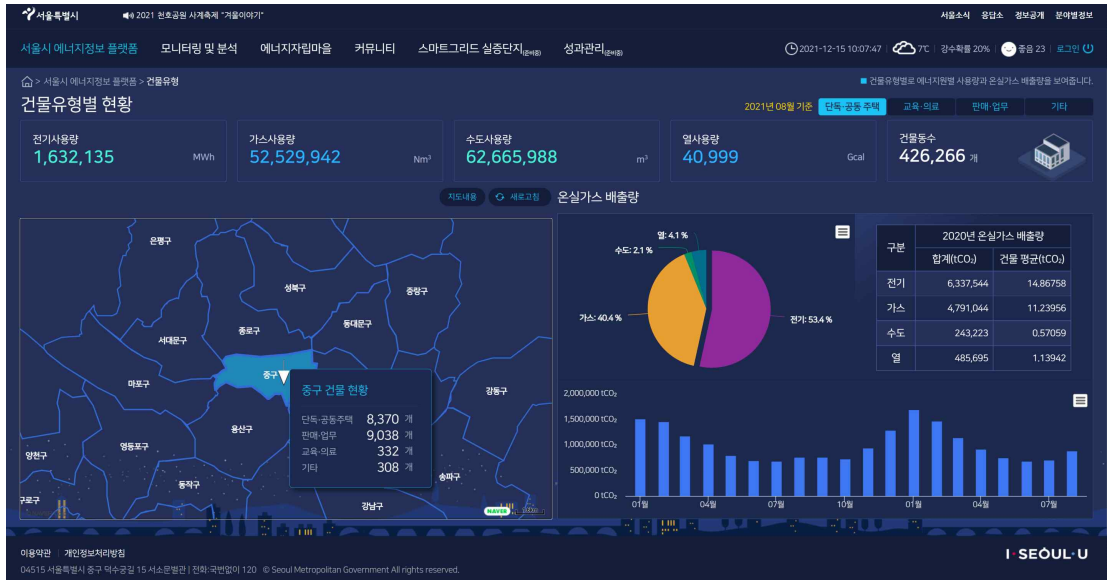 서울특별시
2021 천호공원 사계축제 "겨울이야기"
서울소식 응답소 정보공개 분야별정보
서울시 에너지정보 플랫폼 모니터링 및 분석 에너지자립마을 커뮤니티 스마트그리드 실증단지(준비중) 성과관리(준비중)
2021-12-15 10:07:47 7℃ 강수확률 20% 좋음 23 로그인
> 서울시 에너지정보 플랫폼 > 건물유형
건물유형별로 에너지원별 사용량과 온실가스 배출량을 보여줍니다.
건물유형별 현황
2021년 08월 기준 단독·공동 주택 교육·의료 판매·업무 기타
전기사용량
1,632,135 MWh
가스사용량
52,529,942 Nm³
수도사용량
62,665,988 m³
열사용량
40,999 Gcal
건물동수
426,266 개
지도내용 새로고침
은평구
성북구
중랑구
종로구
동대문구
서대문구
중구
마포구
강동구
용산구
영등포구
양천구
동작구
송파구
구로구
강남구
NAVER
중구 건물 현황
단독·공동주택 8,370 개
판매·업무 9,038 개
교육·의료 332 개
기타 308 개
온실가스 배출량
열: 4.1 %
수도: 2.1 %
가스: 40.4 %
전기: 53.4 %
구분 2020년 온실가스 배출량
합계(tCO₂) 건물 평균(tCO₂)
전기 6,337,544 14.86758
가스 4,791,044 11.23956
수도 243,223 0.57059
열 485,695 1.13942
2,000,000 tCO₂
1,500,000 tCO₂
1,000,000 tCO₂
500,000 tCO₂
0 tCO₂
01월 04월 07월 10월 01월 04월 07월
이용약관 개인정보처리방침
04515 서울특별시 중구 덕수궁길 15 서소문별관 | 전화:국번없이 120 © Seoul Metropolitan Government All rights reserved.
I·SEOUL·U